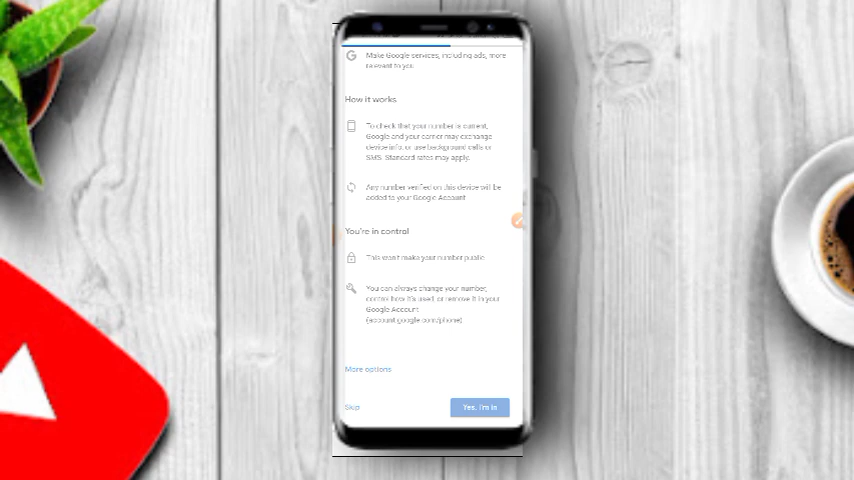 Make Google services, including ads, more
relevant to you.
How it works
To check that your number is current,
Google and your carrier may exchange
device info, or use background calls or
SMS. Standard rates may apply.
Any number verified on this device will be
added to your Google Account
You're in control
This won't make your number public
You can always change your number,
control how it's used, or remove it in your
Google Account
(account.google.com/phone)
More options
Skip
Yes, I'm in